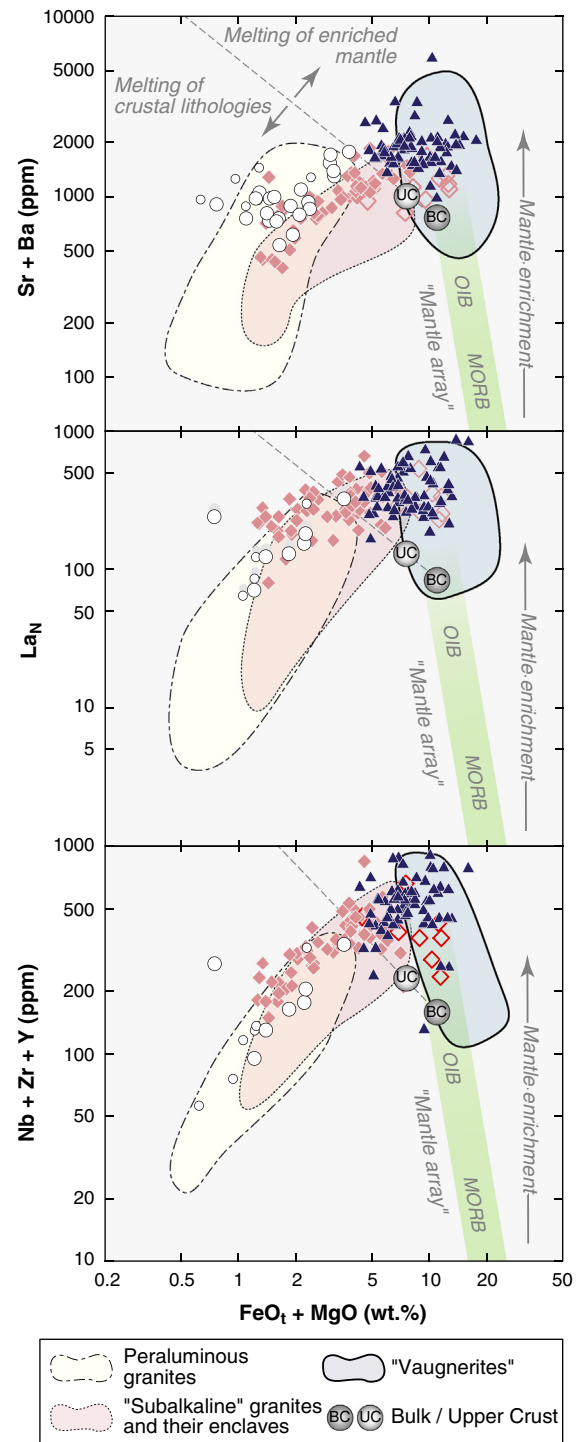 10000
5000
2000
1000
500
200
100
Sr + Ba (ppm)
Melting of enriched
mantle
Melting of
crustal lithologies
UC
BC
OIB
MORB
"Mantle array"
Mantle enrichment
1000
500
100
50
10
5
LaN
UC
BC
OIB
MORB
"Mantle array"
Mantle enrichment
1000
500
200
100
50
20
10
Nb + Zr + Y (ppm)
UC
BC
OIB
MORB
"Mantle array"
Mantle enrichment
0.2
0.5
1
2
5
10
20
50
FeOt + MgO (wt.%)
Peraluminous
granites
"Vaugnerites"
"Subalkaline" granites
and their enclaves
BC
UC
Bulk / Upper Crust